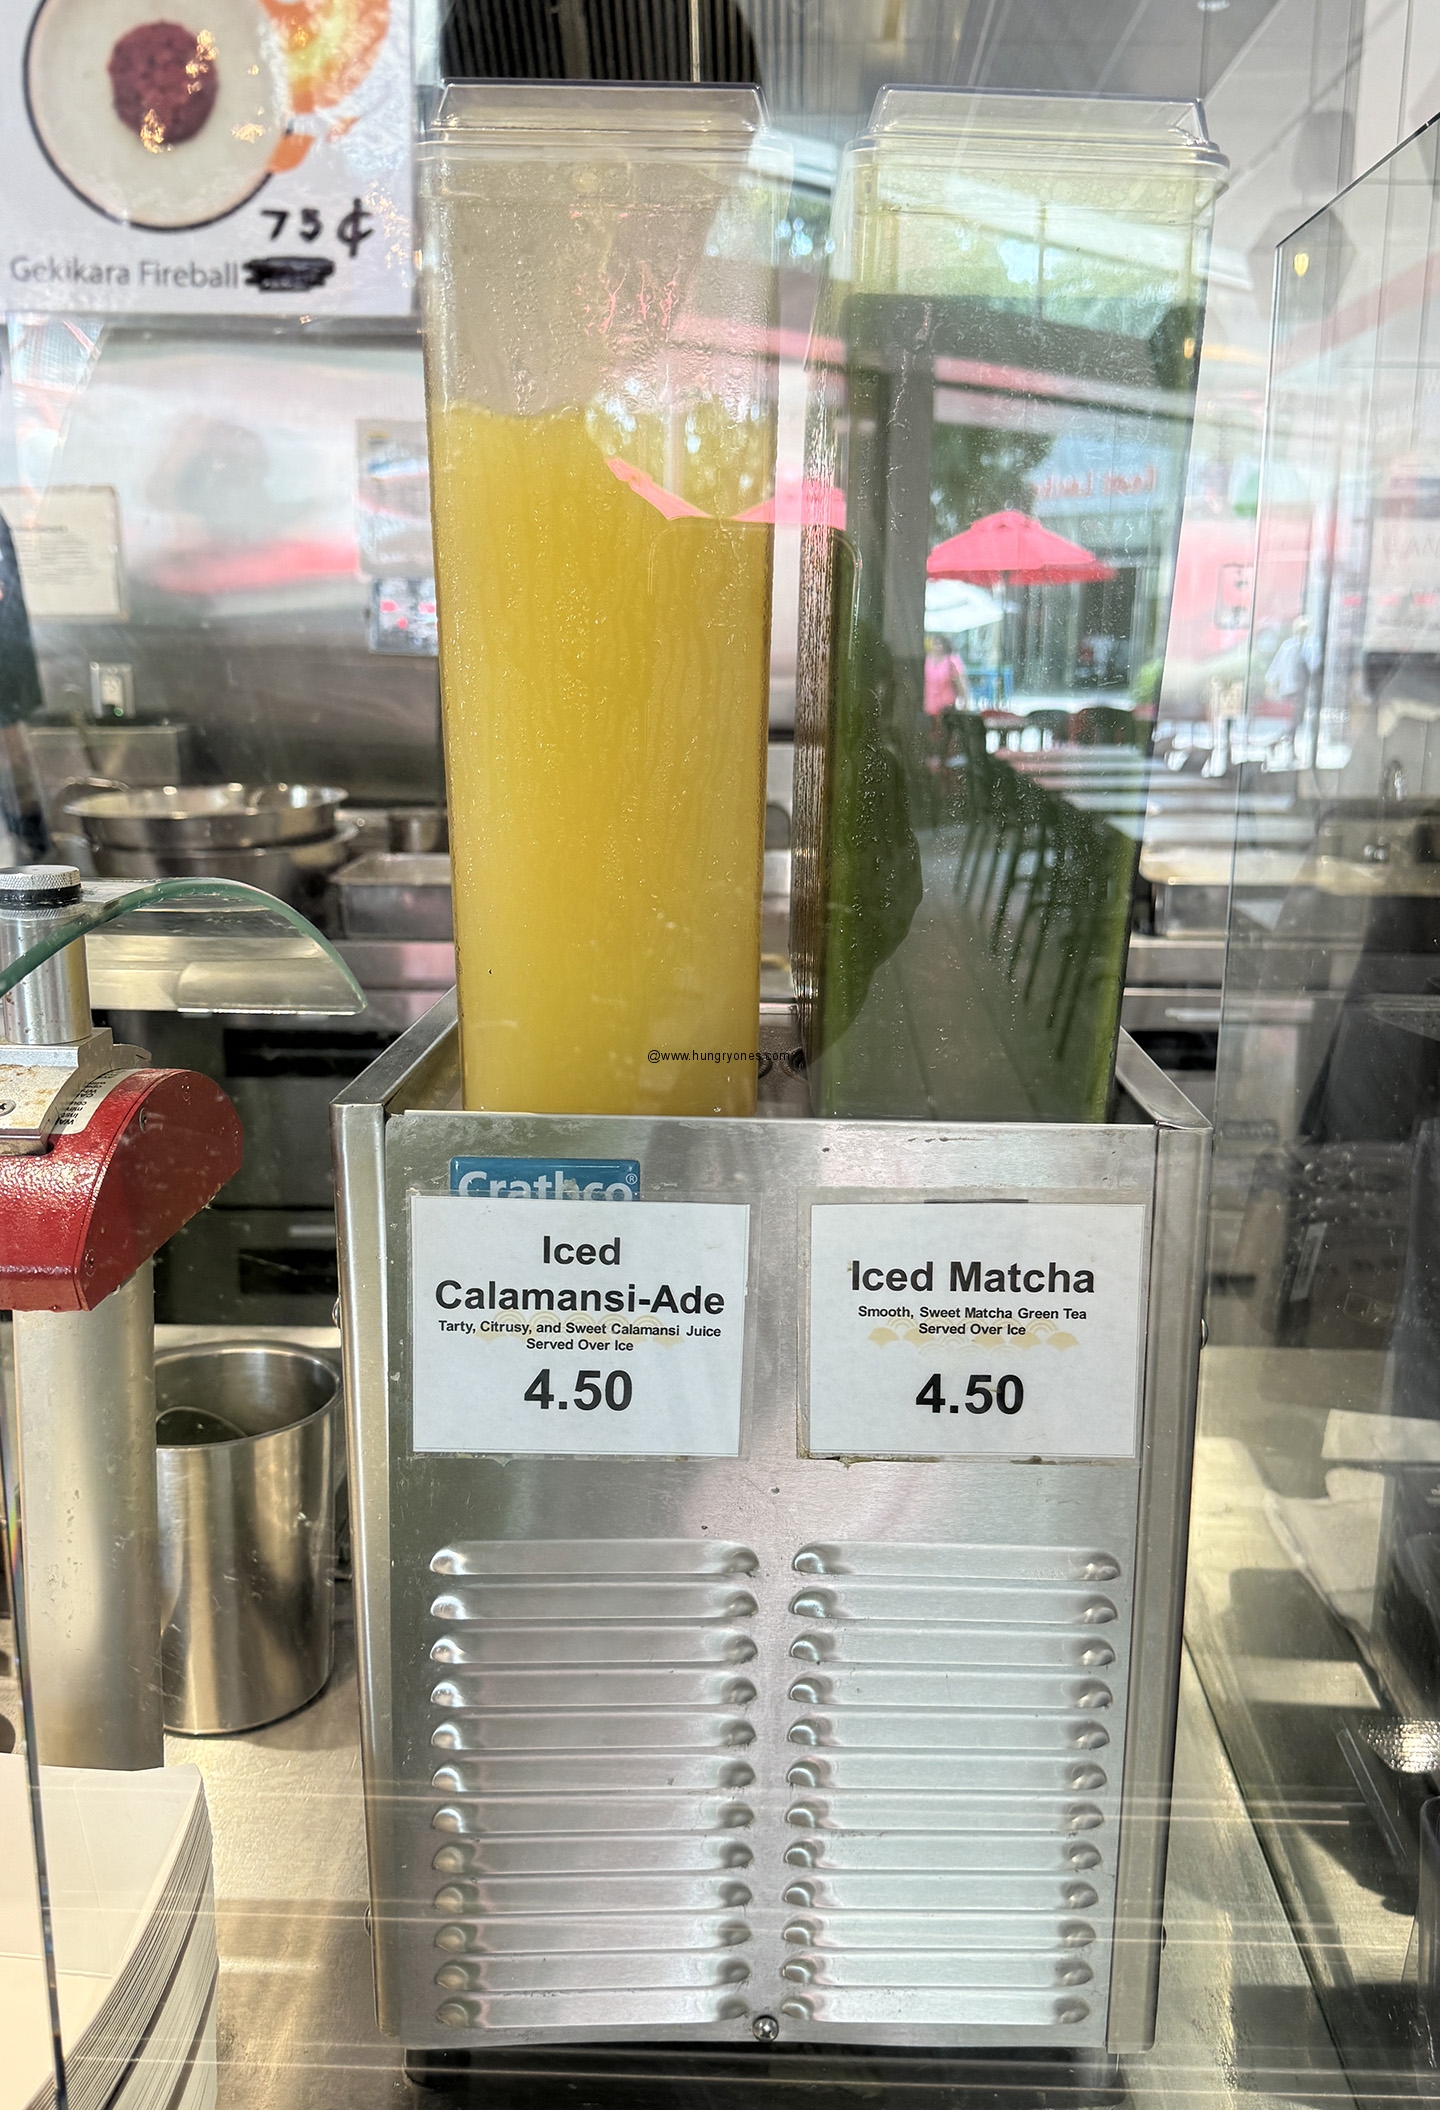 75¢
Gekikara Fireball
@www.hungryones.com
Crathco®
Iced
Calamansi-Ade
Tarty, Citrusy, and Sweet Calamansi Juice
Served Over Ice
4.50
Iced Matcha
Smooth, Sweet Matcha Green Tea
Served Over Ice
4.50